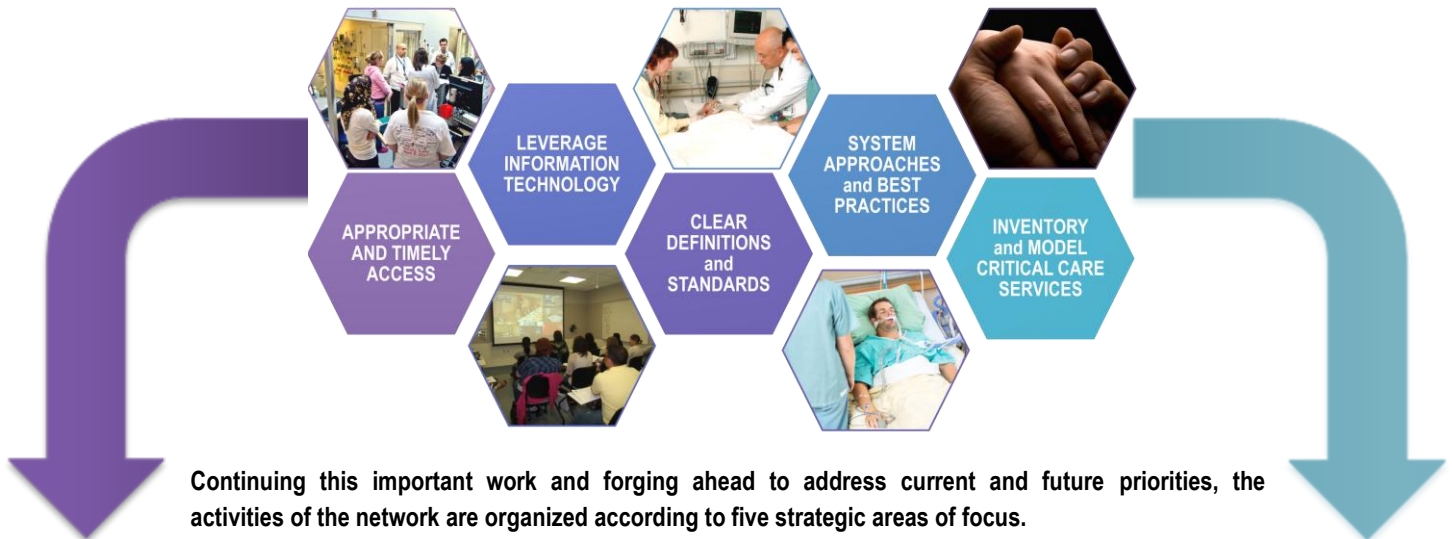 LEVERAGE
INFORMATION
TECHNOLOGY
SYSTEM
APPROACHES
and BEST
PRACTICES
APPROPRIATE
AND TIMELY
ACCESS
CLEAR
DEFINITIONS
and
STANDARDS
INVENTORY
and MODEL
CRITICAL CARE
SERVICES
Continuing this important work and forging ahead to address current and future priorities, the
activities of the network are organized according to five strategic areas of focus.